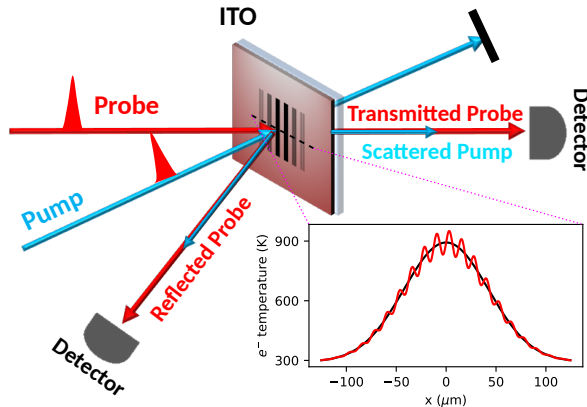 ITO
Probe
Transmitted Probe
Scattered Pump
Detector
Pump
Reflected Probe
Detector
e⁻ temperature (K)
900
600
300
−100
−50
0
50
100
x (μm)